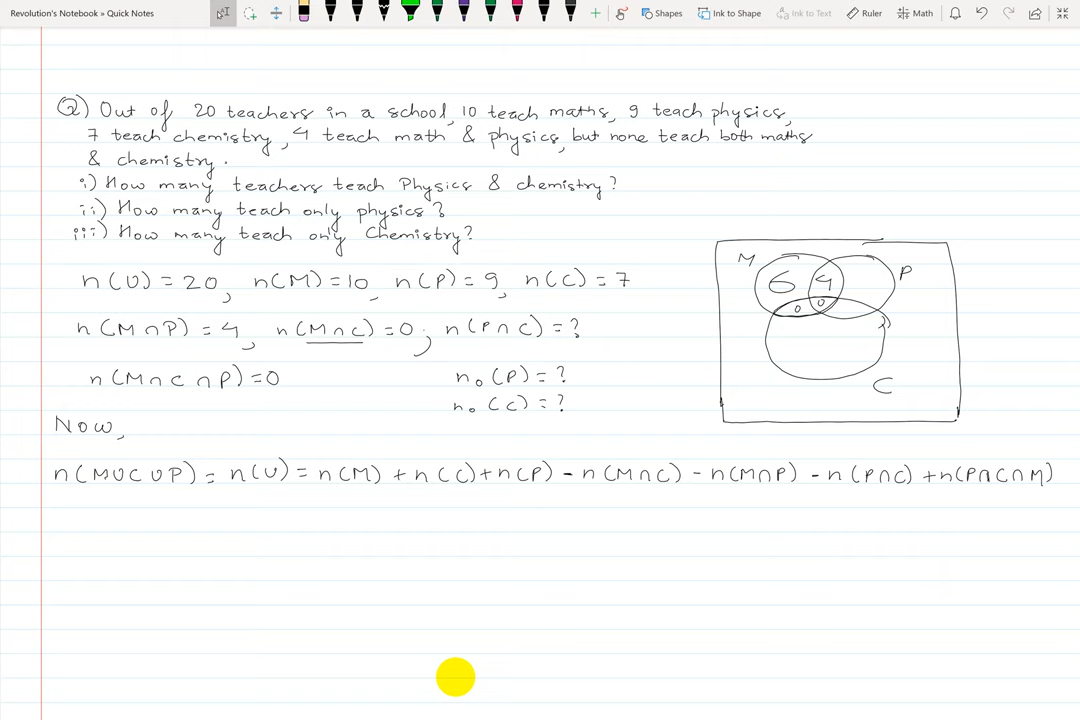 Revolution's Notebook » Quick Notes
Shapes
Ink to Shape
Ink to Text
Ruler
Math
Q) Out of 20 teachers in a school, 10 teach maths, 9 teach physics,
7 teach chemistry, 4 teach math & physics, but none teach both maths
& chemistry.
i) How many teachers teach Physics & chemistry?
ii) How many teach only physics?
iii) How many teach only Chemistry?
n(U) = 20, n(M) = 10, n(P) = 9, n(C) = 7
n(M∩P) = 4, n(M∩C) = 0; n(P∩C) = ?
n(M∩C∩P) = 0
n₀(P) = ?
n₀(C) = ?
Now,
n(M∪C∪P) = n(U) = n(M) + n(C) + n(P) - n(M∩C) - n(M∩P) - n(P∩C) + n(P∩C∩M)
M
P
6
4
0
0
C